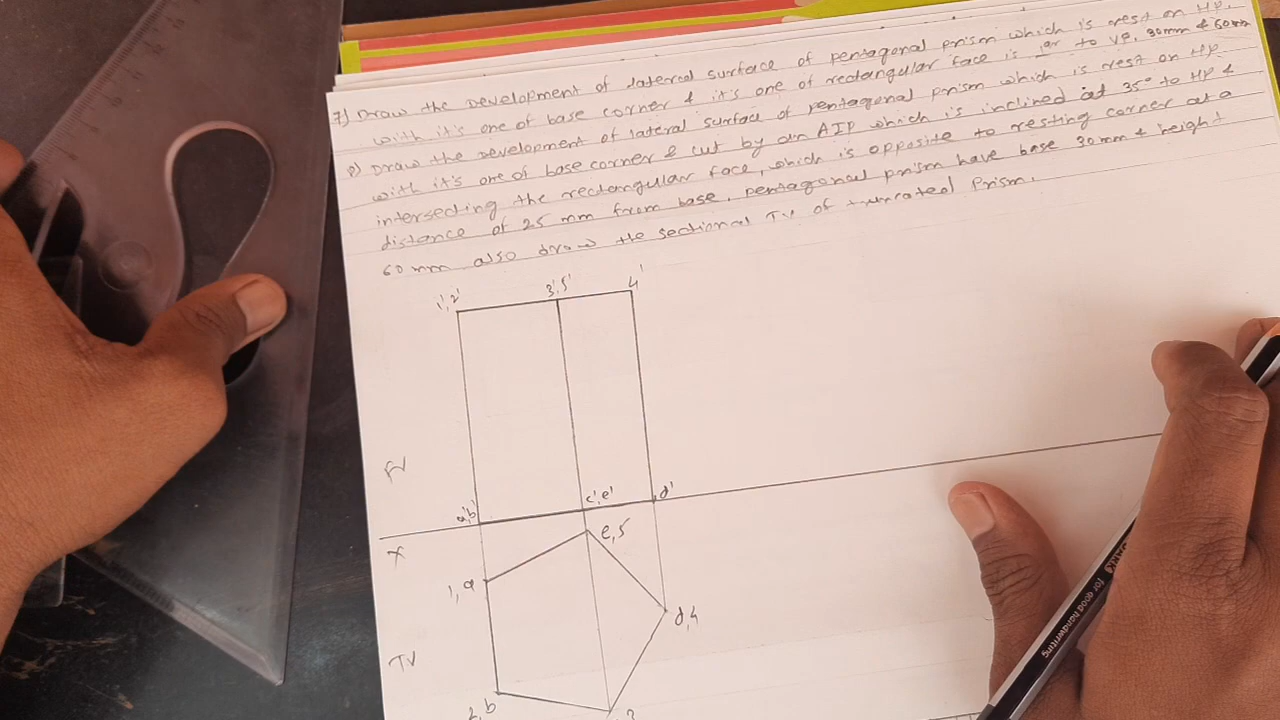 7) Draw the Development of lateral surface of pentagonal prism which is rest on HP.
with it's one of base corner & it's one of rectangular face is ⊥ar to VP. 30mm & 60mm
8) Draw the Development of lateral surface of pentagonal prism which is rest on HP
with it's one of base corner & cut by an AIP which is inclined at 35° to HP &
intersecting the rectangular face, which is opposite to resting corner at a
distance of 25 mm from base. pentagonal prism have base 30mm & height
60 mm also draw the sectional TV of truncated Prism.
1',2' 3',5' 4'
FV
a'b' c',e' d'
X
e,5
1,a
d,4
TV
2,b
for good handwriting